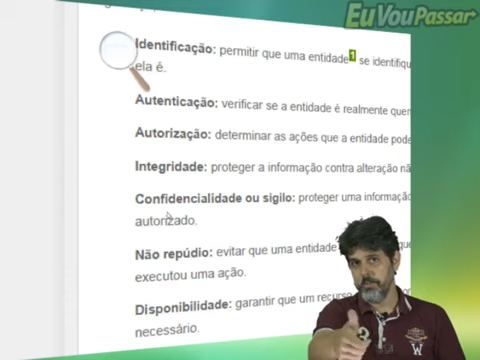 EuVouPassar
Identificação: permitir que uma entidade1 se identifiqu
ela é.
Autenticação: verificar se a entidade é realmente quem
Autorização: determinar as ações que a entidade pode
Integridade: proteger a informação contra alteração nã
Confidencialidade ou sigilo: proteger uma informação
autorizado.
Não repúdio: evitar que uma entidade
executou uma ação.
Disponibilidade: garantir que um recurso
necessário.
W